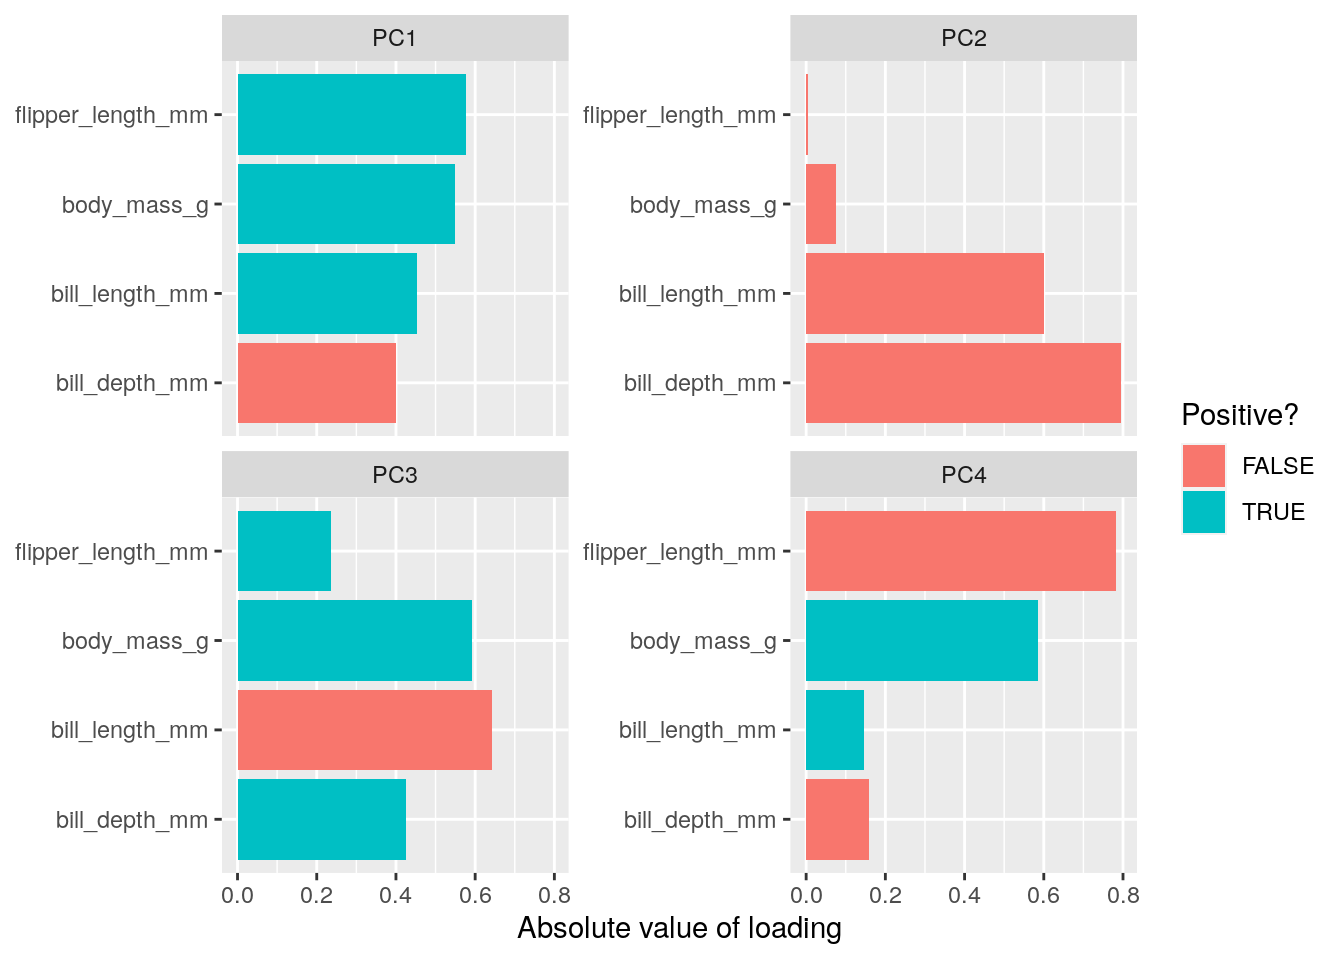 PC1
flipper_length_mm
body_mass_g
bill_length_mm
bill_depth_mm
PC2
flipper_length_mm
body_mass_g
bill_length_mm
bill_depth_mm
PC3
flipper_length_mm
body_mass_g
bill_length_mm
bill_depth_mm
0.0 0.2 0.4 0.6 0.8
PC4
flipper_length_mm
body_mass_g
bill_length_mm
bill_depth_mm
0.0 0.2 0.4 0.6 0.8
Absolute value of loading
Positive?
FALSE
TRUE